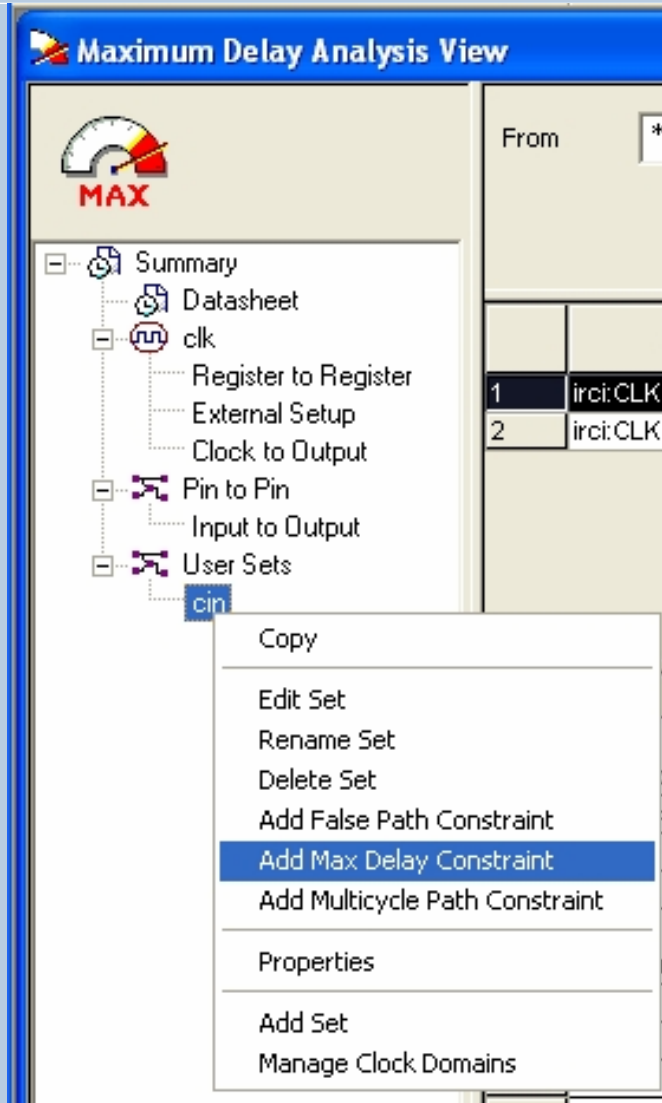 Maximum Delay Analysis View
From *
MAX
Summary
Datasheet
clk
Register to Register
External Setup
Clock to Output
Pin to Pin
Input to Output
User Sets
cin
1 irci:CLK
2 irci:CLK
Copy
Edit Set
Rename Set
Delete Set
Add False Path Constraint
Add Max Delay Constraint
Add Multicycle Path Constraint
Properties
Add Set
Manage Clock Domains